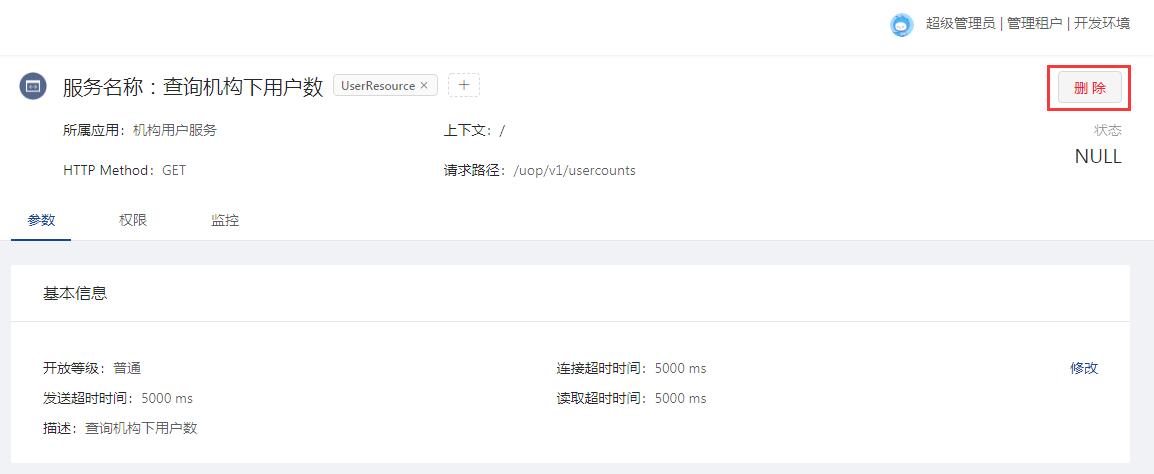 超级管理员 | 管理租户 | 开发环境
服务名称：查询机构下用户数 UserResource × +
删 除
所属应用：机构用户服务 上下文：/
状态
HTTP Method：GET 请求路径：/uop/v1/usercounts
NULL
参数 权限 监控
基本信息
开放等级：普通 连接超时时间：5000 ms 修改
发送超时时间：5000 ms 读取超时时间：5000 ms
描述：查询机构下用户数